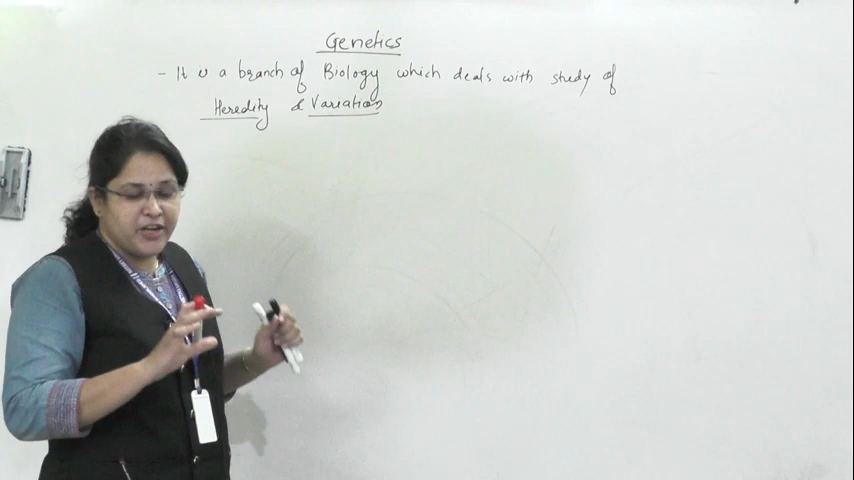 Genetics
- It is a branch of Biology which deals with study of
Heredity & Variation